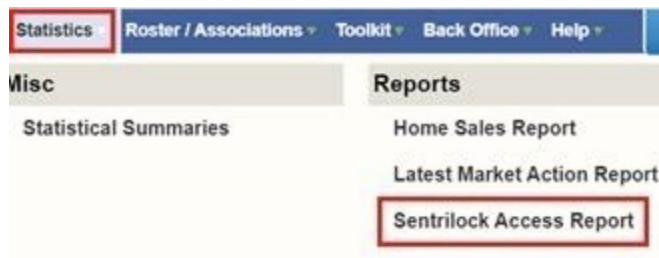 Statistics Roster / Associations Toolkit Back Office Help
Misc Reports
Statistical Summaries Home Sales Report
Latest Market Action Report
Sentrilock Access Report